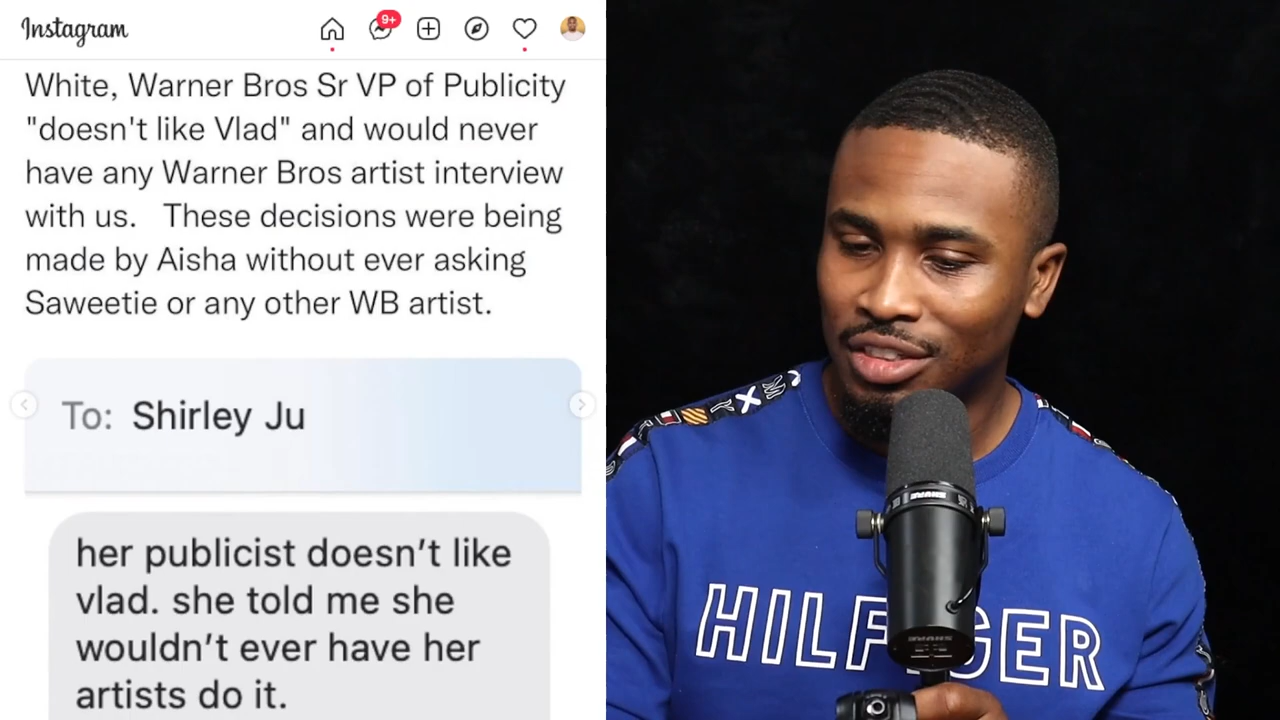 Instagram
9+
White, Warner Bros Sr VP of Publicity
"doesn't like Vlad" and would never
have any Warner Bros artist interview
with us. These decisions were being
made by Aisha without ever asking
Saweetie or any other WB artist.
To: Shirley Ju
her publicist doesn't like
vlad. she told me she
wouldn't ever have her
artists do it.
SHURE
HILFIGER